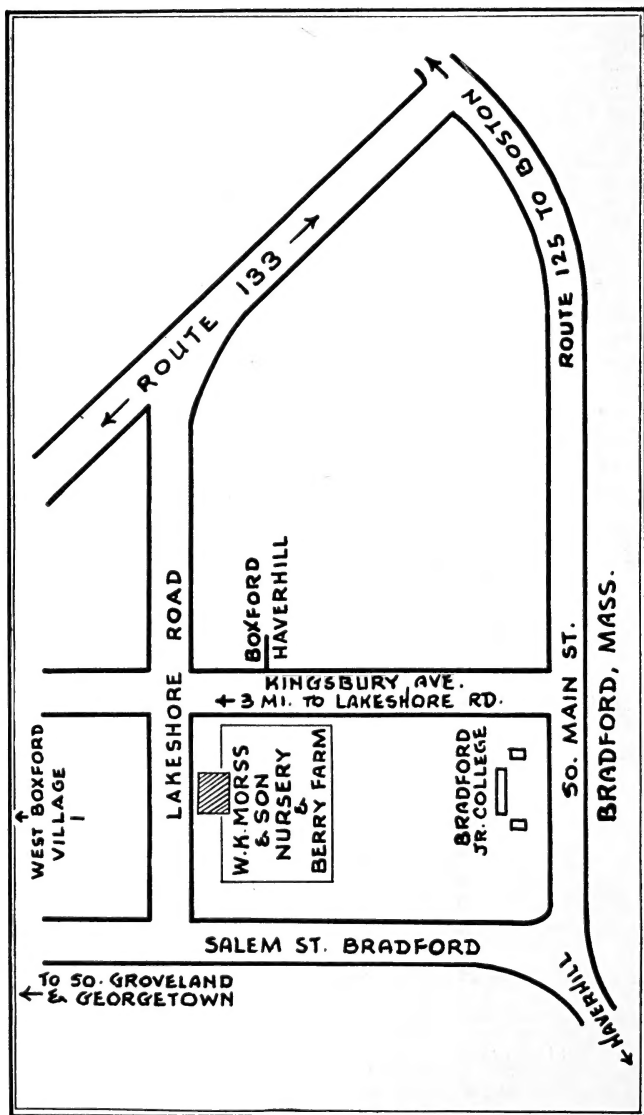 ROUTE 125 TO BOSTON
← ROUTE 133 →
LAKESHORE ROAD
BOXFORD
HAVERHILL
KINGSBURY AVE.
← 3 MI. TO LAKESHORE RD.
SO. MAIN ST.
BRADFORD, MASS.
WEST BOXFORD
VILLAGE
W.K. MORSS
& SON
NURSERY
&
BERRY FARM
BRADFORD
JR. COLLEGE
SALEM ST. BRADFORD
← TO SO. GROVELAND
& GEORGETOWN
← HAVERHILL